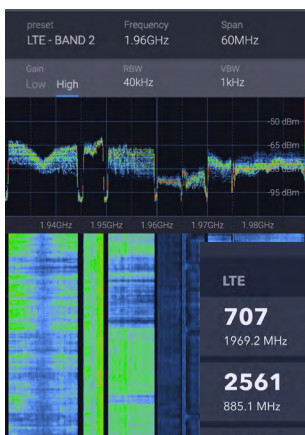 preset Frequency Span
LTE - BAND 2 1.96GHz 60MHz
Gain RBW VBW
Low High 40kHz 1kHz
-50 dBm
-65 dBm
-80 dBm
-95 dBm
1.94GHz 1.95GHz 1.96GHz 1.97GHz 1.98GHz
LTE
707
1969.2 MHz
2561
885.1 MHz